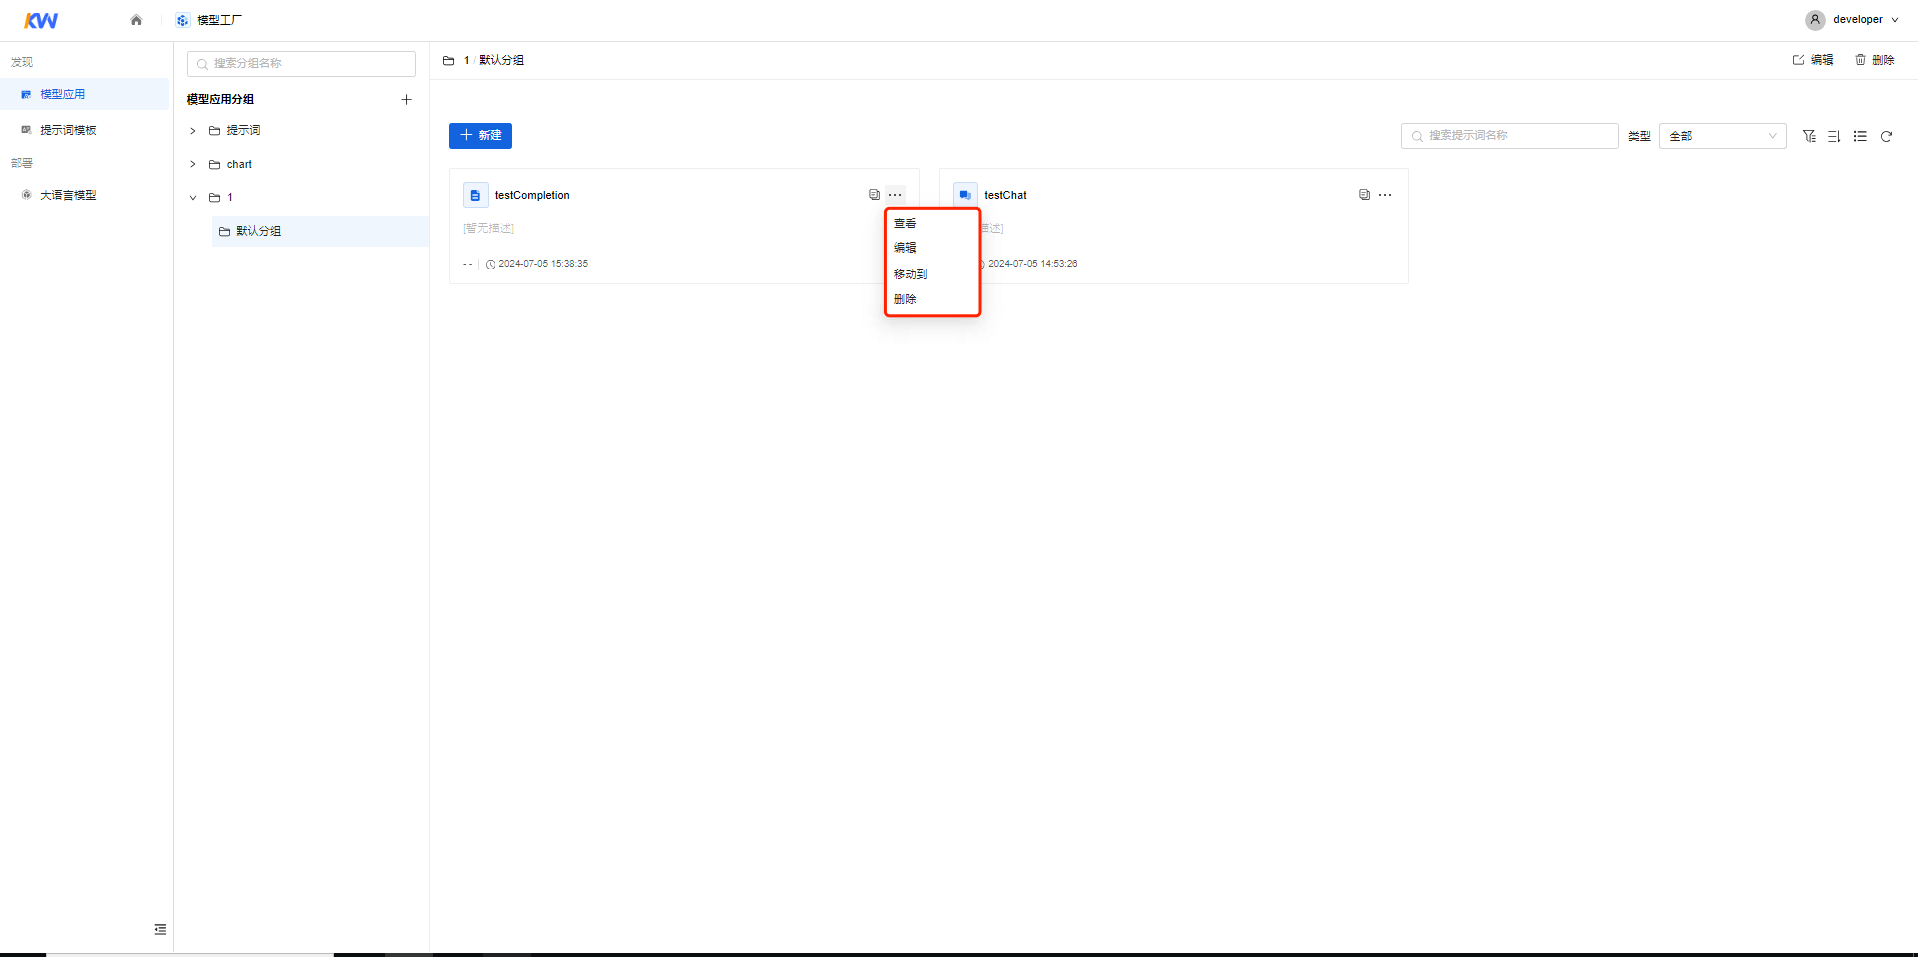 KW
模型工厂
developer
发现
模型应用
提示词模板
部署
大语言模型
搜索分组名称
模型应用分组
提示词
chart
1
默认分组
1 / 默认分组
编辑
删除
新建
搜索提示词名称
类型
全部
testCompletion
[暂无描述]
- - 2024-07-05 15:38:35
查看
编辑
移动到
删除
testChat
描述]
2024-07-05 14:53:26